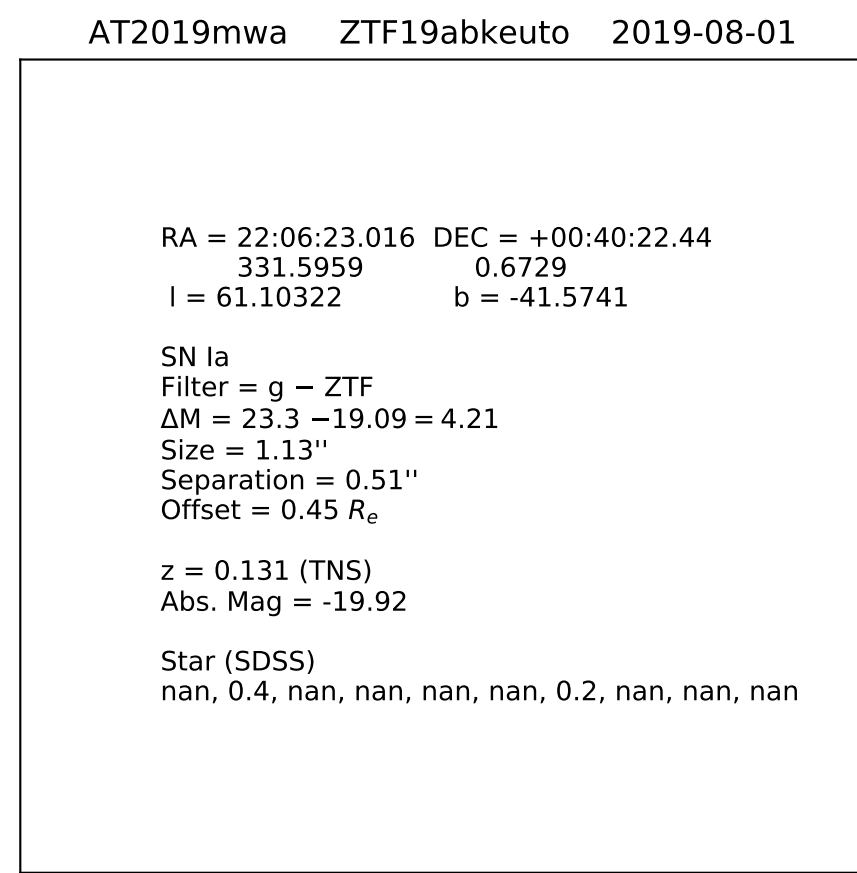 AT2019mwa ZTF19abkeuto 2019-08-01
RA = 22:06:23.016 DEC = +00:40:22.44
331.5959 0.6729
l = 61.10322 b = -41.5741
SN Ia
Filter = g − ZTF
ΔM = 23.3 −19.09 = 4.21
Size = 1.13''
Separation = 0.51''
Offset = 0.45 Re
z = 0.131 (TNS)
Abs. Mag = -19.92
Star (SDSS)
nan, 0.4, nan, nan, nan, nan, 0.2, nan, nan, nan